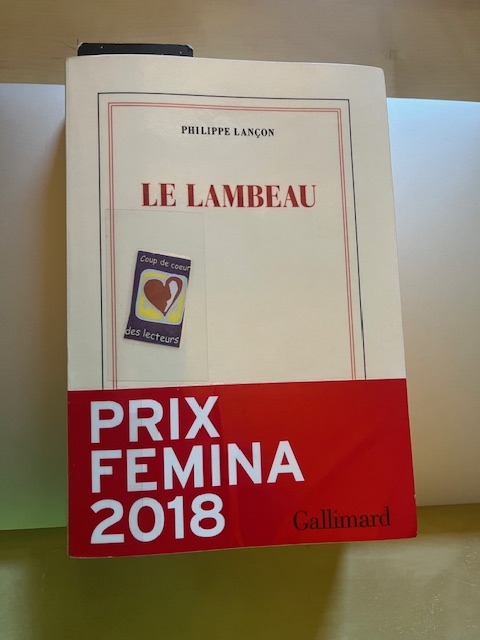 PHILIPPE LANÇON
LE LAMBEAU
Coup de coeur
des lecteurs
PRIX
FEMINA
2018
Gallimard